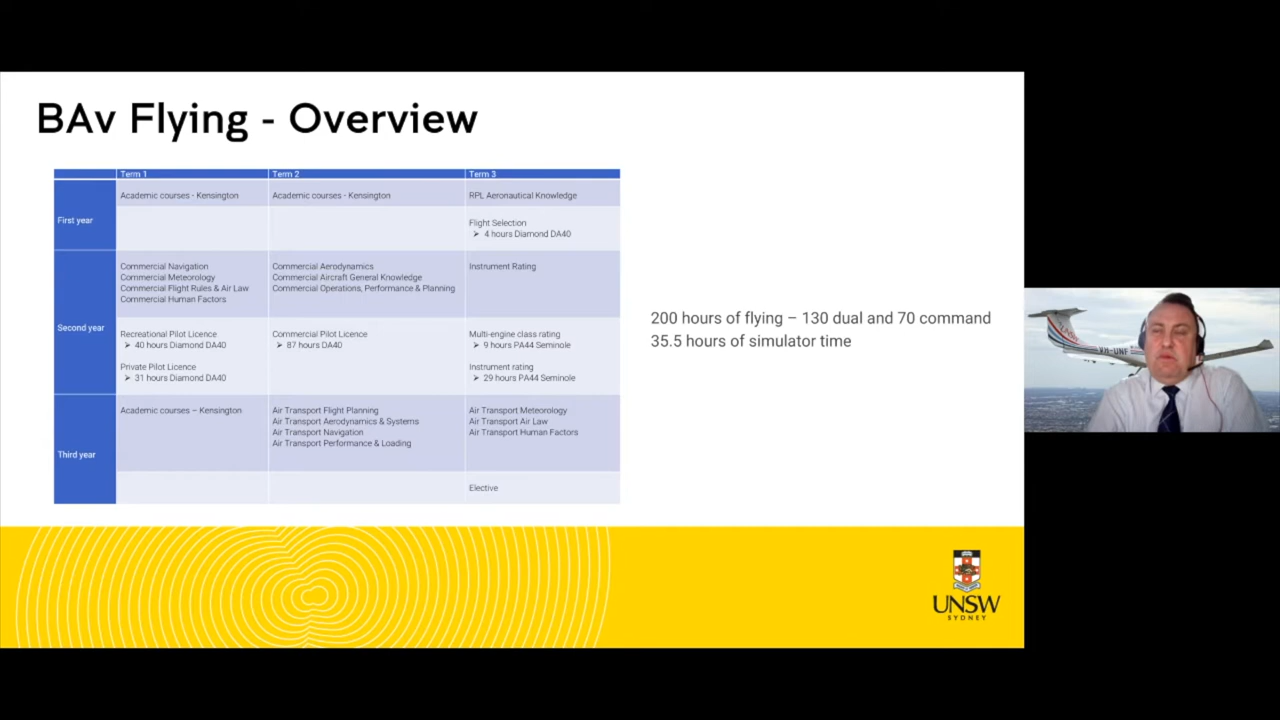 BAv Flying - Overview
Term 1
Term 2
Term 3
First year
Academic courses - Kensington
Academic courses - Kensington
RPL Aeronautical Knowledge
Flight Selection
➢ 4 hours Diamond DA40
Second year
Commercial Navigation
Commercial Meteorology
Commercial Flight Rules & Air Law
Commercial Human Factors
Commercial Aerodynamics
Commercial Aircraft General Knowledge
Commercial Operations, Performance & Planning
Instrument Rating
Recreational Pilot Licence
➢ 40 hours Diamond DA40
Private Pilot Licence
➢ 31 hours Diamond DA40
Commercial Pilot Licence
➢ 87 hours DA40
Multi-engine class rating
➢ 9 hours PA44 Seminole
Instrument rating
➢ 29 hours PA44 Seminole
Third year
Academic courses – Kensington
Air Transport Flight Planning
Air Transport Aerodynamics & Systems
Air Transport Navigation
Air Transport Performance & Loading
Air Transport Meteorology
Air Transport Air Law
Air Transport Human Factors
Elective
200 hours of flying – 130 dual and 70 command
35.5 hours of simulator time
VH-UNF
UNSW
SYDNEY